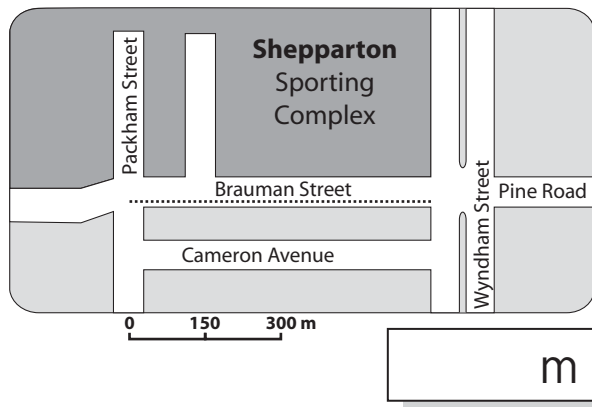 Shepparton
Sporting
Complex
Packham Street
Brauman Street
Pine Road
Wyndham Street
Cameron Avenue
0 150 300 m
m